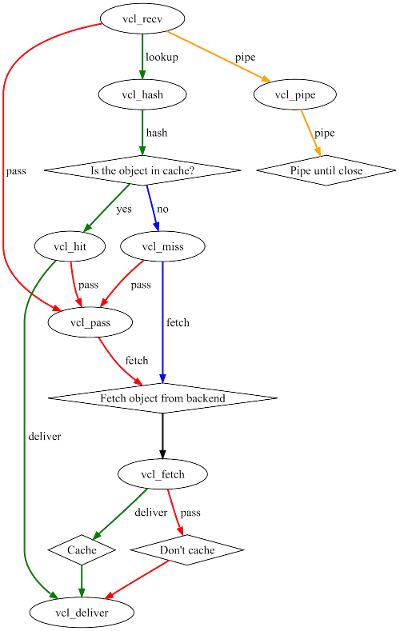 vcl_recv
lookup
pipe
vcl_hash
vcl_pipe
hash
pipe
pass
Is the object in cache?
Pipe until close
yes
no
vcl_hit
vcl_miss
pass
pass
vcl_pass
fetch
fetch
Fetch object from backend
deliver
vcl_fetch
deliver
pass
Cache
Don't cache
vcl_deliver